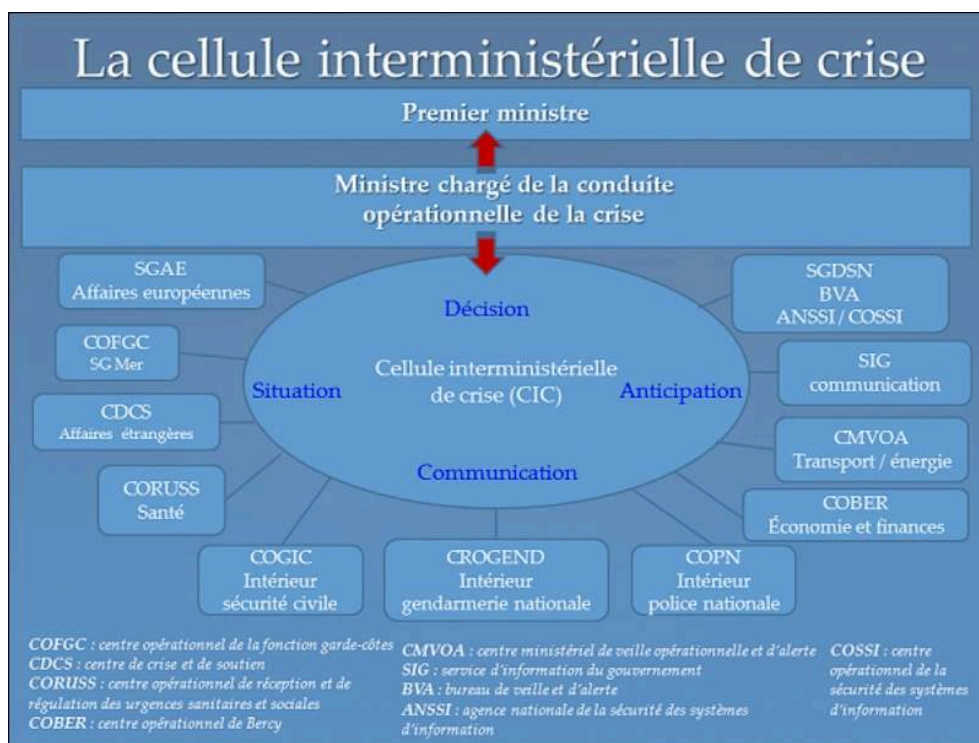 La cellule interministérielle de crise
Premier ministre
Ministre chargé de la conduite
opérationnelle de la crise
SGAE
Affaires européennes
COFGC
SG Mer
CDCS
Affaires étrangères
CORUSS
Santé
COGIC
Intérieur
sécurité civile
CROGEND
Intérieur
gendarmerie nationale
COPN
Intérieur
police nationale
Décision
Situation
Cellule interministérielle
de crise (CIC)
Anticipation
Communication
SGDSN
BVA
ANSSI / COSSI
SIG
communication
CMVOA
Transport / énergie
COBER
Économie et finances
COFGC : centre opérationnel de la fonction garde-côtes
CDCS : centre de crise et de soutien
CORUSS : centre opérationnel de réception et de
régulation des urgences sanitaires et sociales
COBER : centre opérationnel de Bercy
CMVOA : centre ministériel de veille opérationnelle et d'alerte
SIG : service d'information du gouvernement
BVA : bureau de veille et d'alerte
ANSSI : agence nationale de la sécurité des systèmes
d'information
COSSI : centre
opérationnel de la
sécurité des systèmes
d'information